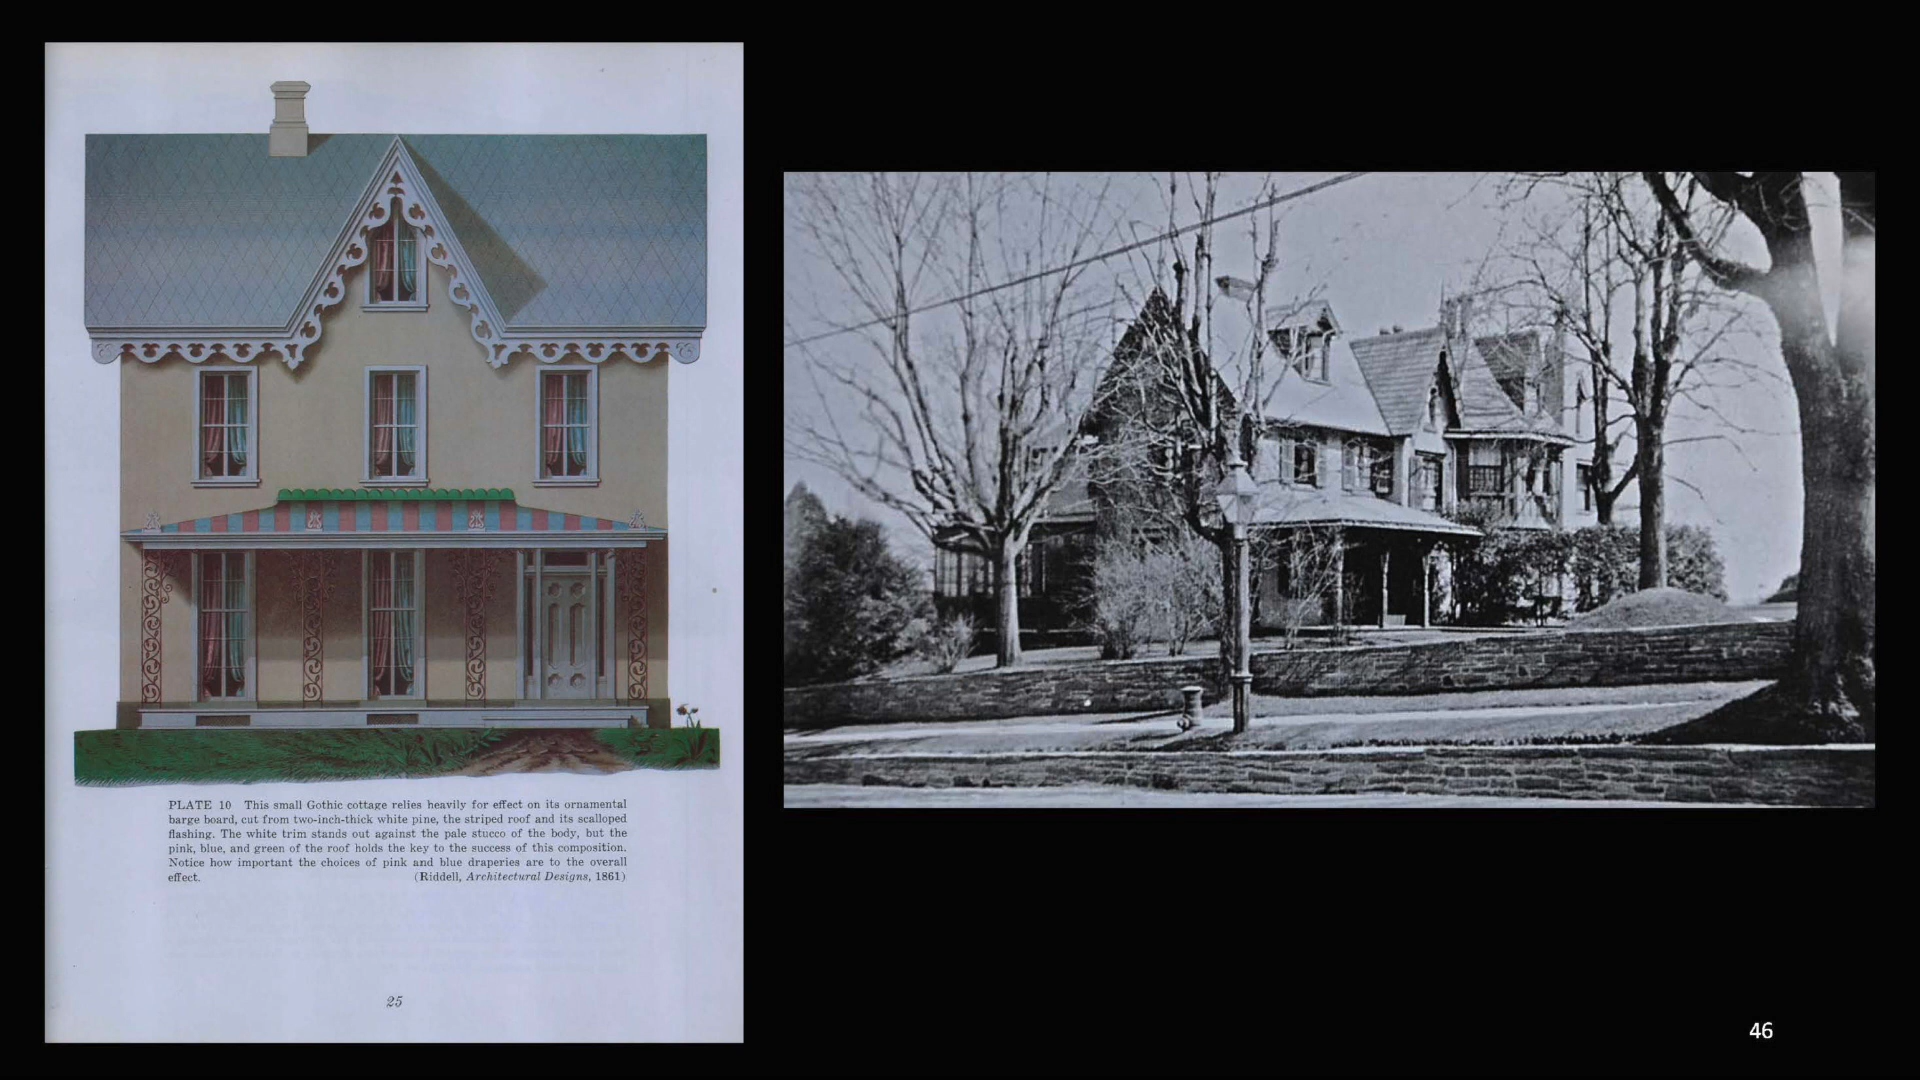 PLATE 10 This small Gothic cottage relies heavily for effect on its ornamental
barge board, cut from two-inch-thick white pine, the striped roof and its scalloped
flashing. The white trim stands out against the pale stucco of the body, but the
pink, blue, and green of the roof holds the key to the success of this composition.
Notice how important the choices of pink and blue draperies are to the overall
effect. (Riddell, Architectural Designs, 1861)
25
46